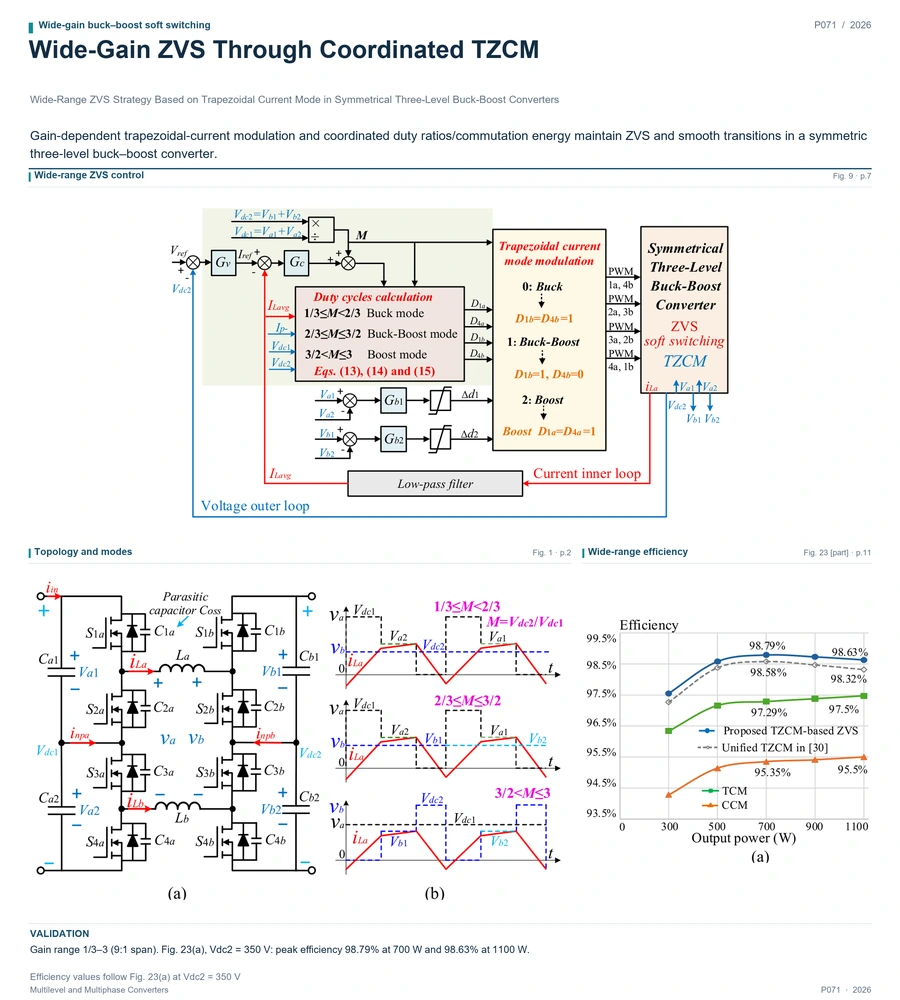 Wide-gain buck–boost soft switching
P071 / 2026
Wide-Gain ZVS Through Coordinated TZCM
Wide-Range ZVS Strategy Based on Trapezoidal Current Mode in Symmetrical Three-Level Buck-Boost Converters
Gain-dependent trapezoidal-current modulation and coordinated duty ratios/commutation energy maintain ZVS and smooth transitions in a symmetric
three-level buck–boost converter.
Wide-range ZVS control
Fig. 9 · p.7
Vdc2=Vb1+Vb2
Vdc1=Va1+Va2
×
÷
M
Vref
+
-
Vdc2
Gv
Iref
+
-
Gc
+
+
ILavg
Ip-
Vdc1
Vdc2
Duty cycles calculation
1/3≤M<2/3 Buck mode
2/3≤M≤3/2 Buck-Boost mode
3/2<M≤3 Boost mode
Eqs. (13), (14) and (15)
D1a
D4a
D1b
D4b
Va1
+
Va2
-
Gb1
Δd1
Vb1
+
Vb2
-
Gb2
Δd2
Trapezoidal current
mode modulation
0: Buck
D1b=D4b=1
1: Buck-Boost
D1b=1, D4b=0
2: Boost
Boost D1a=D4a=1
PWM
1a, 4b
PWM
2a, 3b
PWM
3a, 2b
PWM
4a, 1b
Symmetrical
Three-Level
Buck-Boost
Converter
ZVS
soft switching
TZCM
iLa
Va1
Va2
Vdc2
Vb1 Vb2
ILavg
Low-pass filter
Current inner loop
Voltage outer loop
Topology and modes
Fig. 1 · p.2
iin
+
+
Parasitic
capacitor Coss
S1a
C1a
S1b
C1b
Ca1
+
Va1
−
iLa
La
+
+
Vb1
−
Cb1
S2a
C2a
S2b
C2b
Vdc1
inpa
va vb
inpb
Vdc2
S3a
C3a
S3b
C3b
Ca2
+
Va2
−
iLb
Lb
+
Vb2
−
Cb2
S4a
C4a
S4b
C4b
−
−
(a)
1/3≤M<2/3
M=Vdc2/Vdc1
va
Vdc1
Va2
Vdc2
Va1
vb
iLa
0
t
2/3≤M≤3/2
va
Vdc1
Va2
Vb1
Va1
Vb2
vb
iLa
0
t
3/2<M≤3
vb
Vdc2
va
Vdc1
iLa
Vb1
Vb2
0
t
(b)
Wide-range efficiency
Fig. 23 [part] · p.11
Efficiency
99.5%
98.5%
97.5%
96.5%
95.5%
94.5%
93.5%
98.79%
98.63%
98.58%
98.32%
97.29%
97.5%
Proposed TZCM-based ZVS
Unified TZCM in [30]
95.35%
95.5%
TCM
CCM
0 300 500 700 900 1100
Output power (W)
(a)
VALIDATION
Gain range 1/3–3 (9:1 span). Fig. 23(a), Vdc2 = 350 V: peak efficiency 98.79% at 700 W and 98.63% at 1100 W.
Efficiency values follow Fig. 23(a) at Vdc2 = 350 V
Multilevel and Multiphase Converters
P071 · 2026